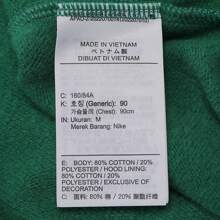 MADE IN VIETNAM
ベトナム製
DIBUAT DI VIETNAM
C: 160/84A
K: 호칭 (Generic): 90
가슴둘레 (Chest): 90cm
IN: Ukuran: M
Merek Barang: Nike
E: BODY: 80% COTTON / 20%
POLYESTER / HOOD LINING:
80% COTTON / 20%
POLYESTER / EXCLUSIVE OF
DECORATION
C: 面料: 80% 棉 / 20% 聚酯纤维